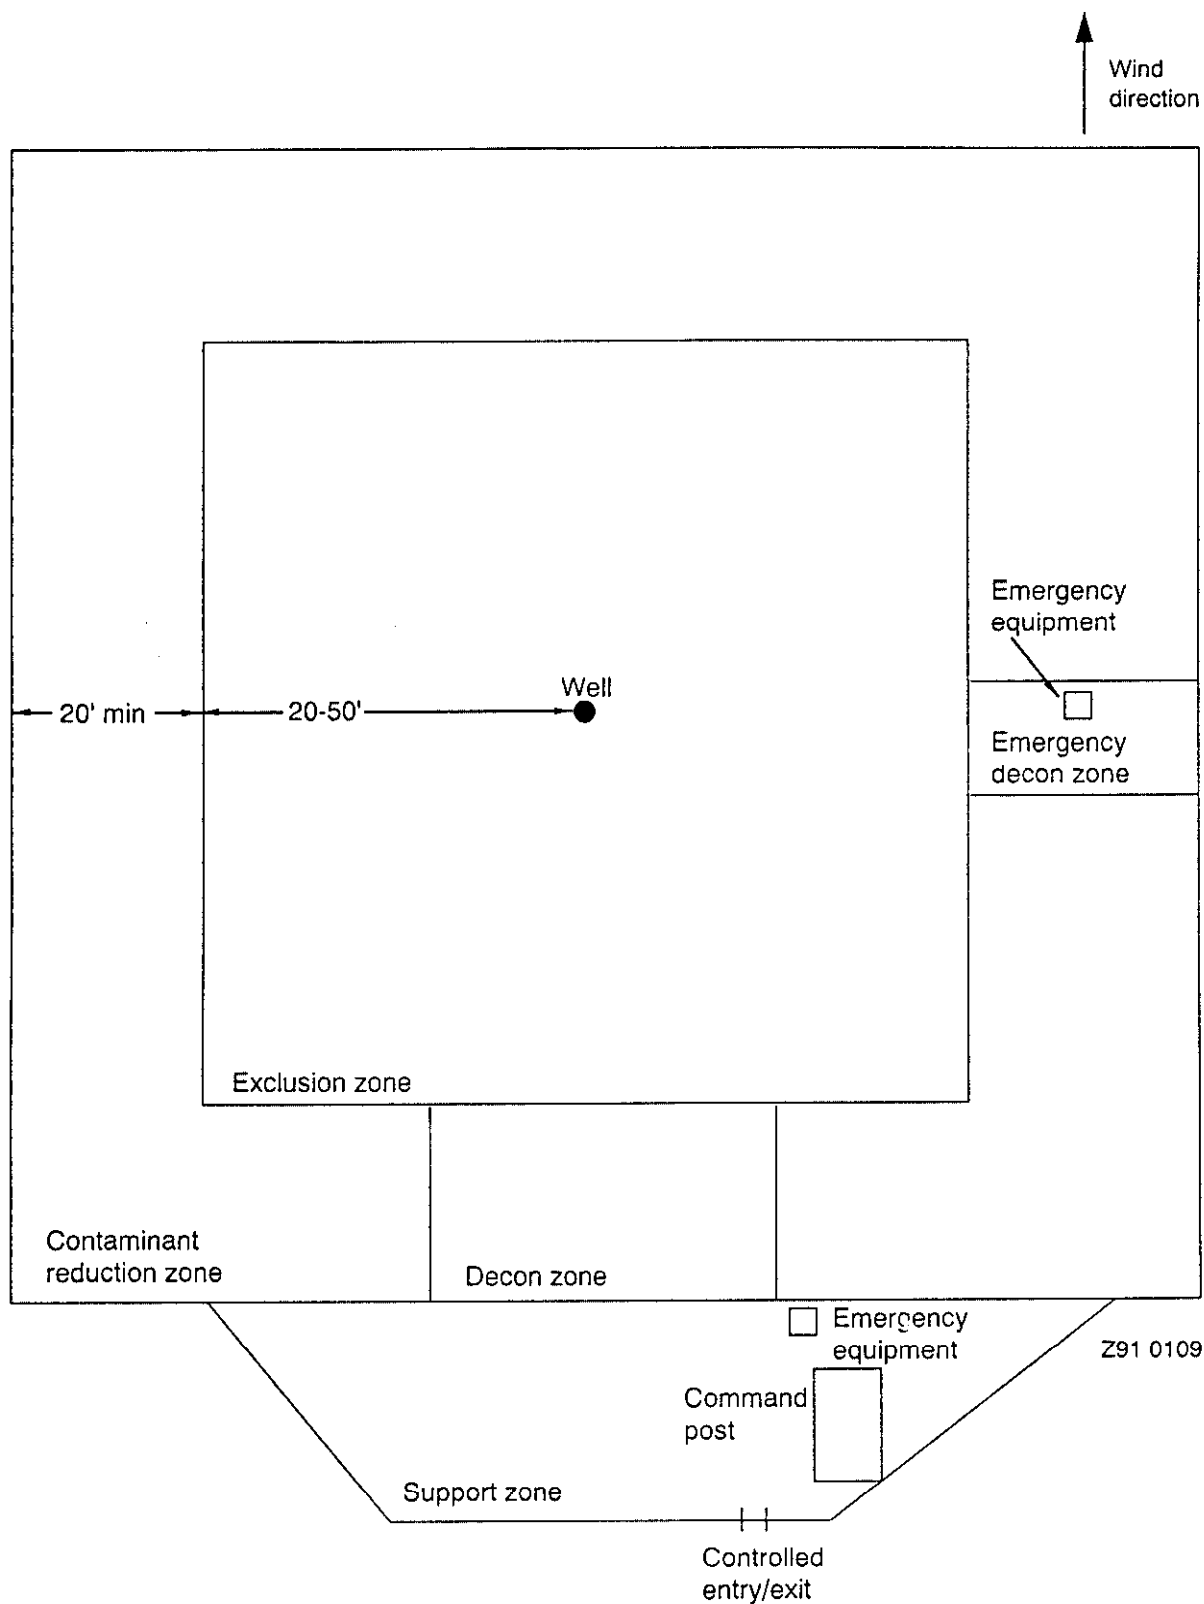 Wind
direction
Emergency
equipment
Well
20' min
20-50'
Emergency
decon zone
Exclusion zone
Contaminant
reduction zone
Decon zone
Emergency
equipment
Z91 0109
Command
post
Support zone
Controlled
entry/exit